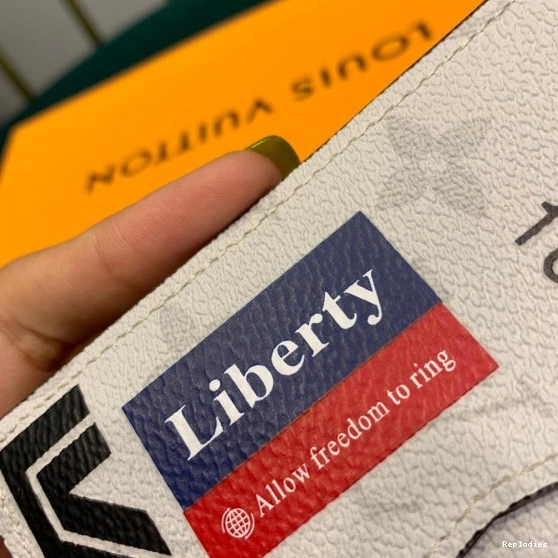 LOUIS VUITTON
Liberty
Allow freedom to ring
Repladies